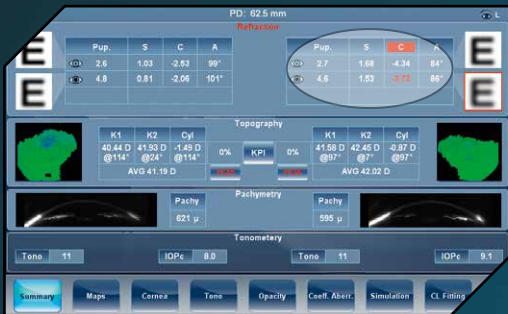 PD: 62.5 mm
L
Refraction
Pup. S C A
2.6 1.03 -2.53 99°
4.8 0.81 -2.06 101°
E
E
Pup. S C A
2.7 1.68 -4.34 84°
4.6 1.53 -3.73 86°
E
E
Topography
K1 K2 Cyl
40.44 D 41.93 D -1.49 D
@114° @24° @114°
AVG 41.19 D
0% KPI 0%
K1 K2 Cyl
41.58 D 42.45 D -0.87 D
@97° @7° @97°
AVG 42.02 D
Pachymetry
Pachy
621 μ
Pachy
595 μ
Tonometery
Tono 11 IOPc 8.0 Tono 11 IOPc 9.1
Summary Maps Cornea Tono Opacity Coeff. Aberr. Simulation CL Fitting